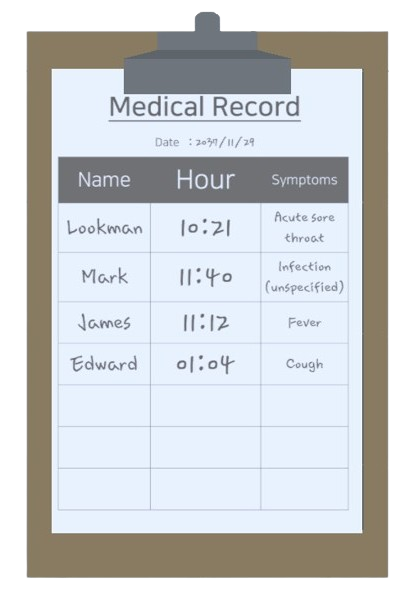 Medical Record
Date : 2037/11/29
Name Hour Symptoms
Lookman 10:21 Acute sore throat
Mark 11:40 Infection (unspecified)
James 11:12 Fever
Edward 01:04 Cough